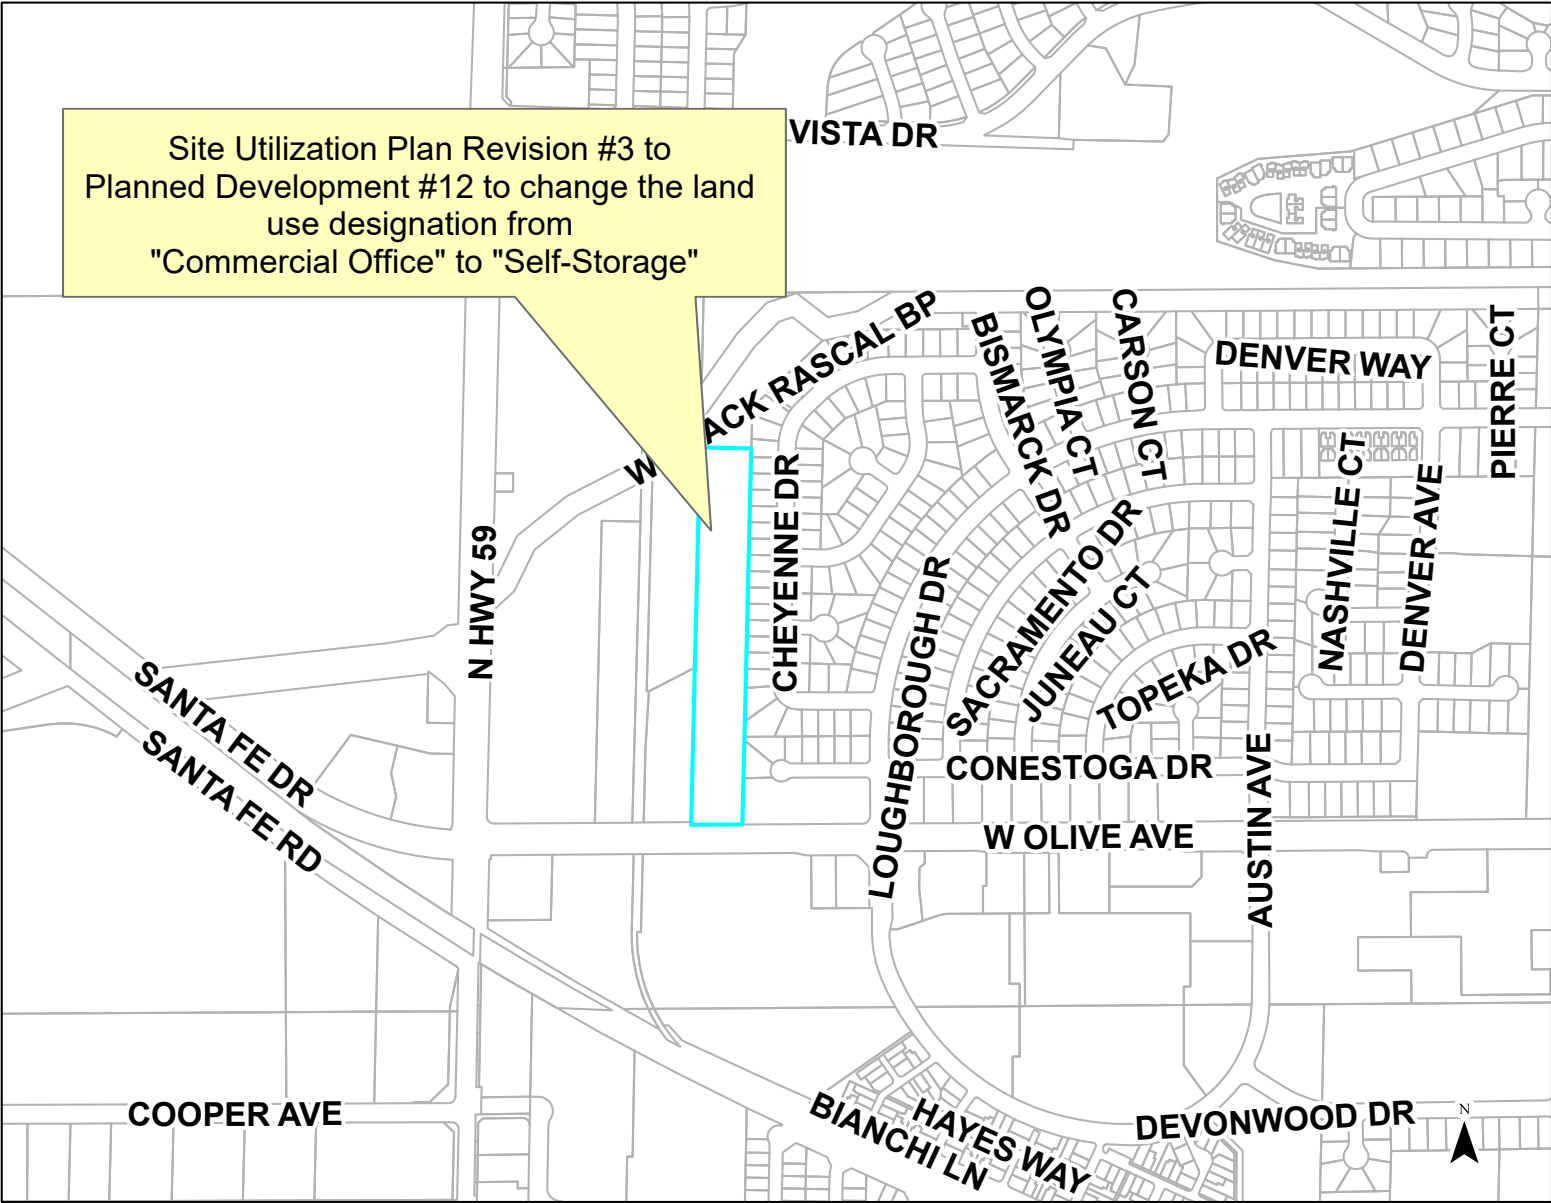 VISTA DR
Site Utilization Plan Revision #3 to
Planned Development #12 to change the land
use designation from
"Commercial Office" to "Self-Storage"
W
ACK RASCAL BP
BISMARCK DR
OLYMPIA CT
CARSON CT
DENVER WAY
PIERRE CT
N HWY 59
CHEYENNE DR
NASHVILLE CT
DENVER AVE
SACRAMENTO DR
JUNEAU CT
TOPEKA DR
LOUGHBOROUGH DR
SANTA FE DR
SANTA FE RD
CONESTOGA DR
AUSTIN AVE
W OLIVE AVE
COOPER AVE
BIANCHI LN
HAYES WAY
DEVONWOOD DR
N